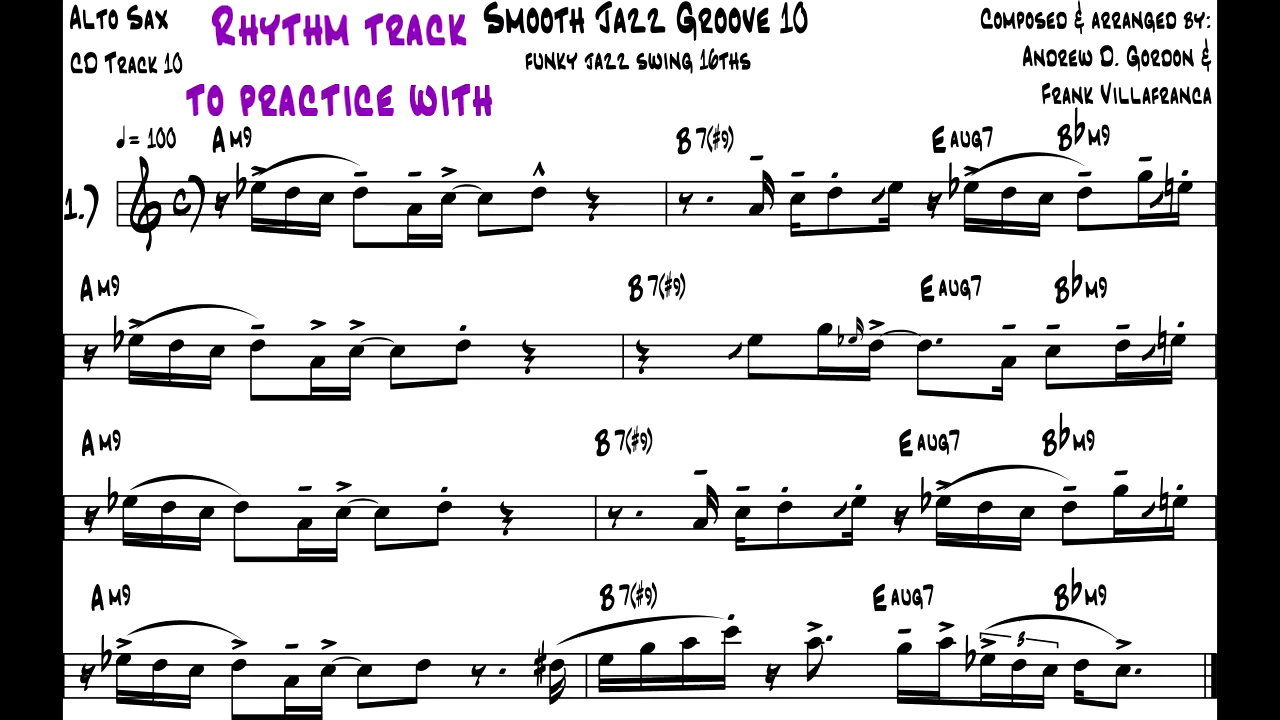 Alto Sax Rhythm track Smooth Jazz Groove 10 Composed & arranged by:
CD Track 10 funky jazz swing 16ths Andrew D. Gordon &
to practice with Frank Villafranca
♩= 100 Am9 B7(#9) Eaug7 B♭m9
1.)
Am9 B7(#9) Eaug7 B♭m9
Am9 B7(#9) Eaug7 B♭m9
Am9 B7(#9) Eaug7 B♭m9
3